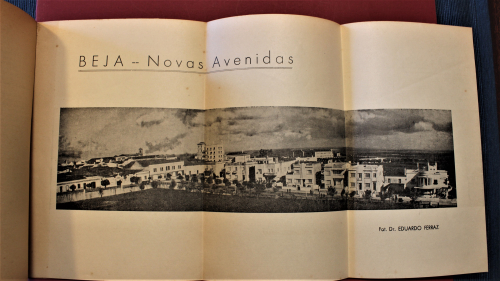 BEJA -- Novas Avenidas
Fot. Dr. EDUARDO FERRAZ